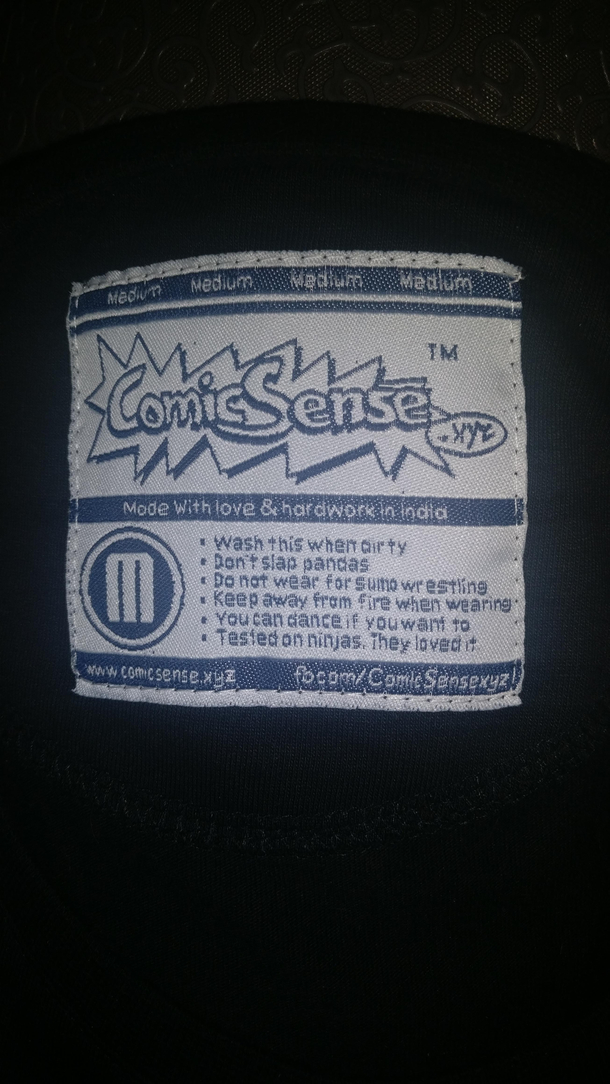 Medium Medium Medium Medium
TM
ComicSense
.xyz
Made With love & hardwork in India
M
• Wash this when dirty
• Don't slap pandas
• Do not wear for sumo wrestling
• Keep away from fire when wearing
• You can dance if you want to
• Tested on ninjas. They loved it
www.comicsense.xyz fb.com/ComicSensexyz